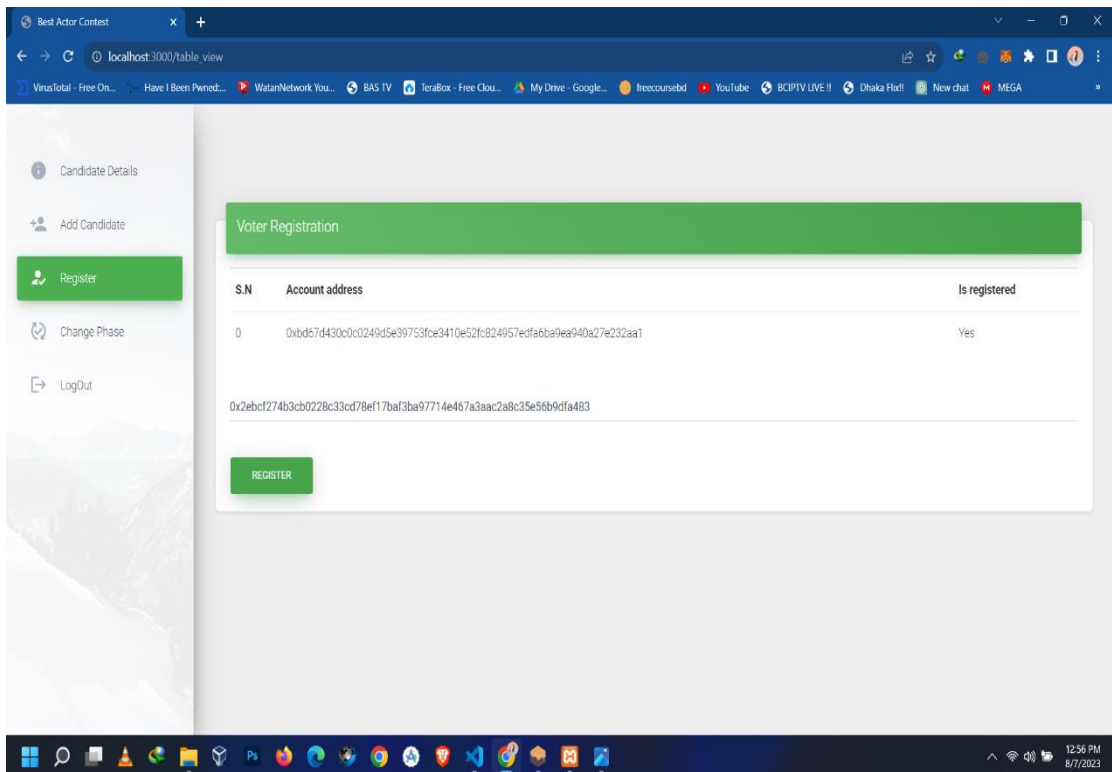 Best Actor Contest
localhost:3000/table_view
VirusTotal - Free On... Have I Been Pwned:... WatanNetwork You... BAS TV TeraBox - Free Clou... My Drive - Google... freecoursebd YouTube BCIPTV LIVE !! Dhaka Flix!! New chat MEGA »
Candidate Details
Add Candidate
Register
Change Phase
LogOut
Voter Registration
S.N Account address Is registered
0 0xbd67d430c0c0249d5e39753fce3410e52fc824957edfa6ba9ea940a27e232aa1 Yes
0x2ebcf274b3cb0228c33cd78ef17baf3ba97714e467a3aac2a8c35e56b9dfa483
REGISTER
12:56 PM
8/7/2023